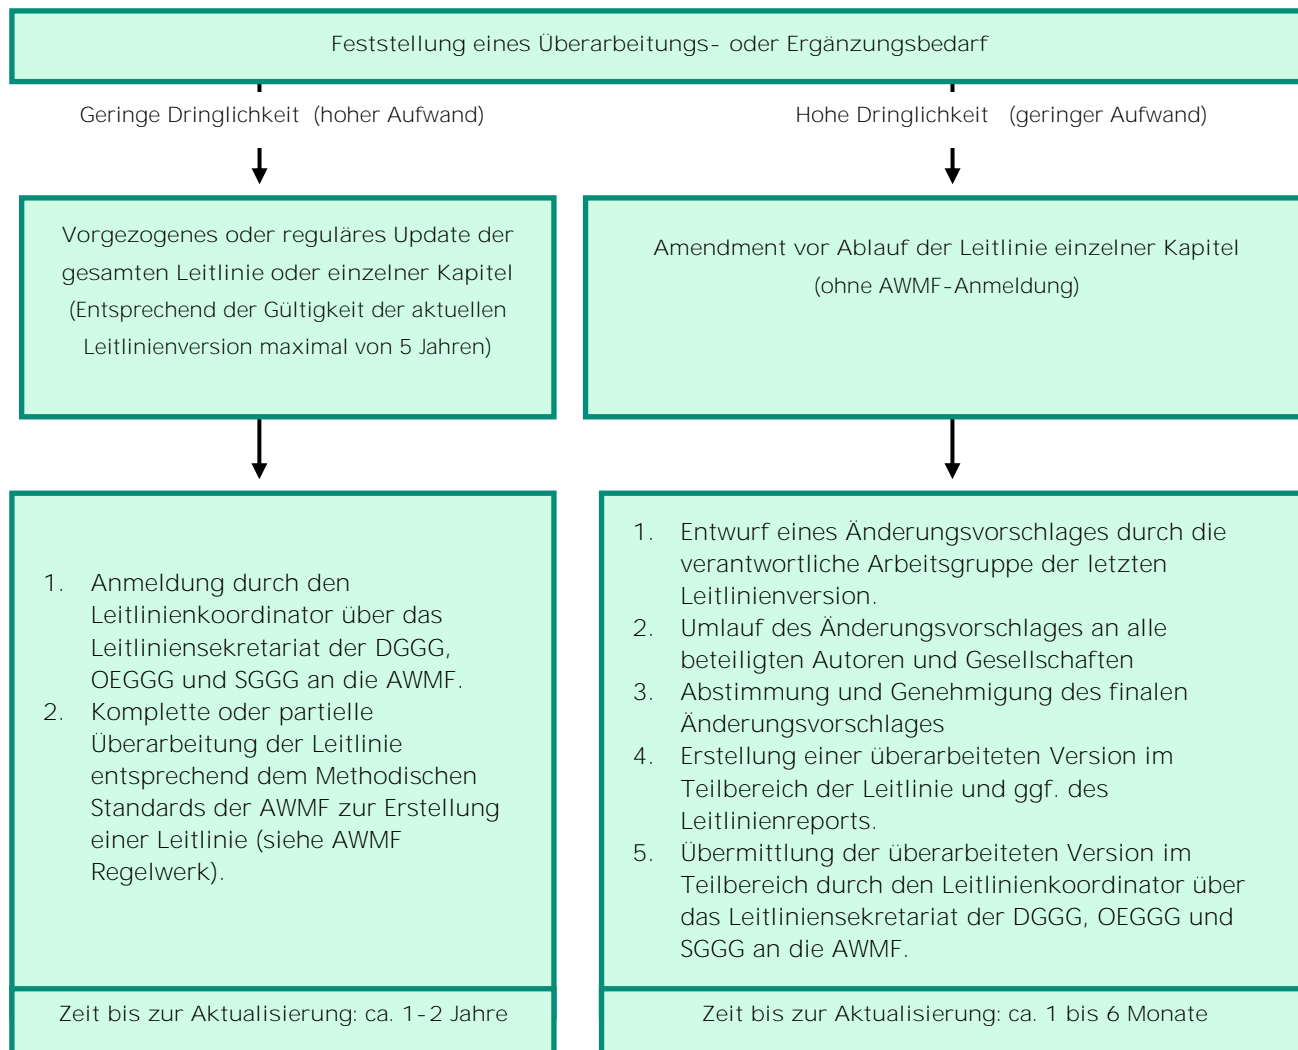 Feststellung eines Überarbeitungs- oder Ergänzungsbedarf
Geringe Dringlichkeit (hoher Aufwand)
Hohe Dringlichkeit (geringer Aufwand)
Vorgezogenes oder reguläres Update der
gesamten Leitlinie oder einzelner Kapitel
(Entsprechend der Gültigkeit der aktuellen
Leitlinienversion maximal von 5 Jahren)
Amendment vor Ablauf der Leitlinie einzelner Kapitel
(ohne AWMF-Anmeldung)
1. Anmeldung durch den
Leitlinienkoordinator über das
Leitliniensekretariat der DGGG,
OEGGG und SGGG an die AWMF.
2. Komplette oder partielle
Überarbeitung der Leitlinie
entsprechend dem Methodischen
Standards der AWMF zur Erstellung
einer Leitlinie (siehe AWMF
Regelwerk).
Zeit bis zur Aktualisierung: ca. 1-2 Jahre
1. Entwurf eines Änderungsvorschlages durch die
verantwortliche Arbeitsgruppe der letzten
Leitlinienversion.
2. Umlauf des Änderungsvorschlages an alle
beteiligten Autoren und Gesellschaften
3. Abstimmung und Genehmigung des finalen
Änderungsvorschlages
4. Erstellung einer überarbeiteten Version im
Teilbereich der Leitlinie und ggf. des
Leitlinienreports.
5. Übermittlung der überarbeiteten Version im
Teilbereich durch den Leitlinienkoordinator über
das Leitliniensekretariat der DGGG, OEGGG und
SGGG an die AWMF.
Zeit bis zur Aktualisierung: ca. 1 bis 6 Monate